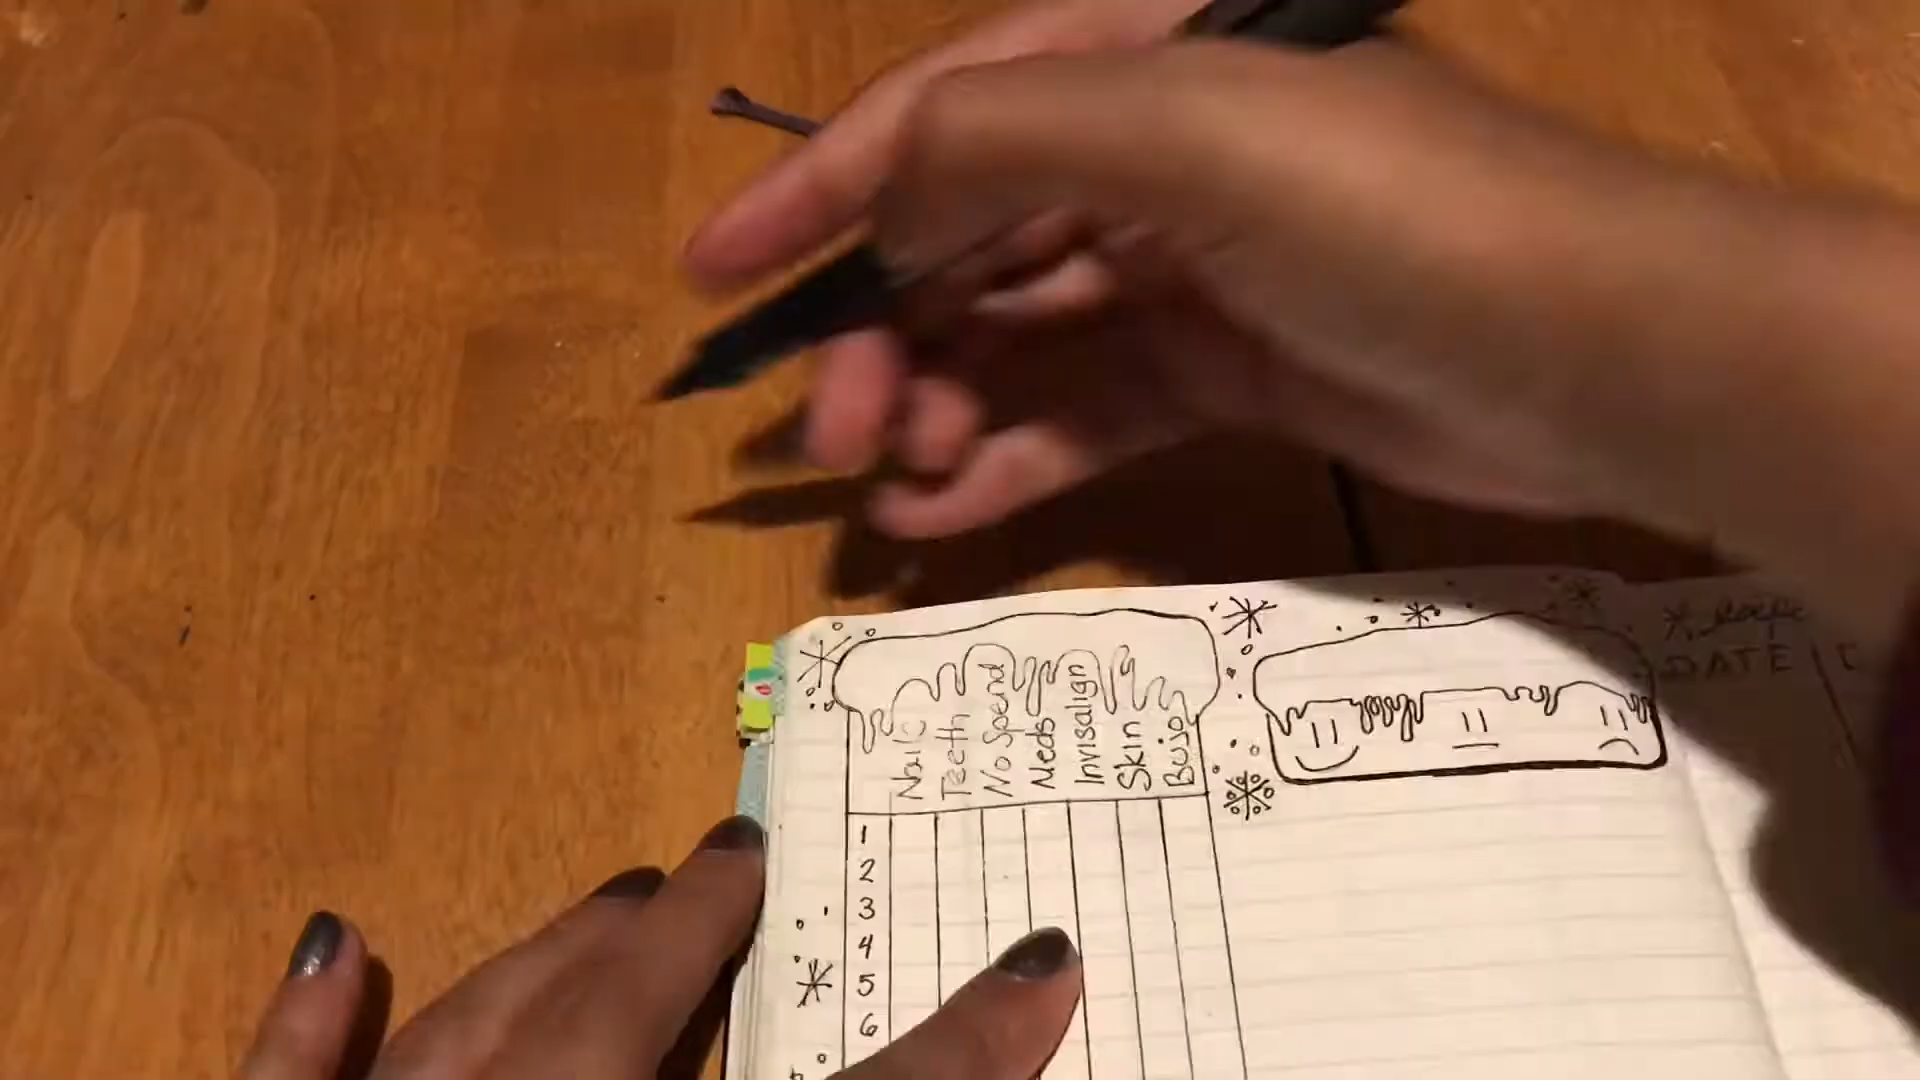 Nails
Teeth
No Spend
Meds
Invisalign
Skin
Bujo
DATE
1
2
3
4
5
6